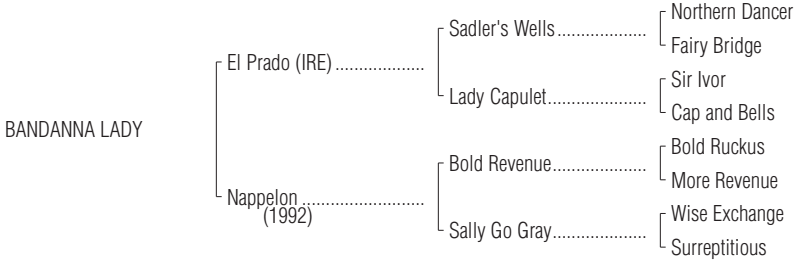 Northern Dancer
Sadler's Wells....................
Fairy Bridge
El Prado (IRE) ....................
Sir Ivor
Lady Capulet......................
Cap and Bells
BANDANNA LADY
Bold Ruckus
Bold Revenue.....................
More Revenue
Nappelon ...........................
(1992)
Wise Exchange
Sally Go Gray.....................
Surreptitious